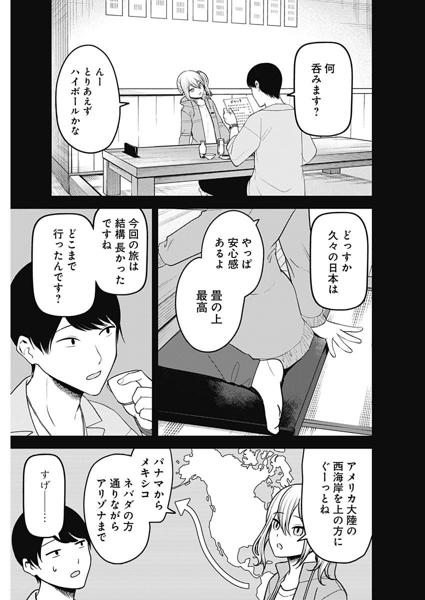 何
呑みます?
んー
とりあえず
ハイボールかな
どっすか
久々の日本は
やっぱ
安心感
あるよ
畳の上
最高
今回の旅は
結構 長かった
ですね
どこまで
行ったんです?
アメリカ大陸の
西海岸を上の方に
ぐーっとね
パナマから
メキシコ
ネバダの方
通りながら
アリゾナまで
すげ………